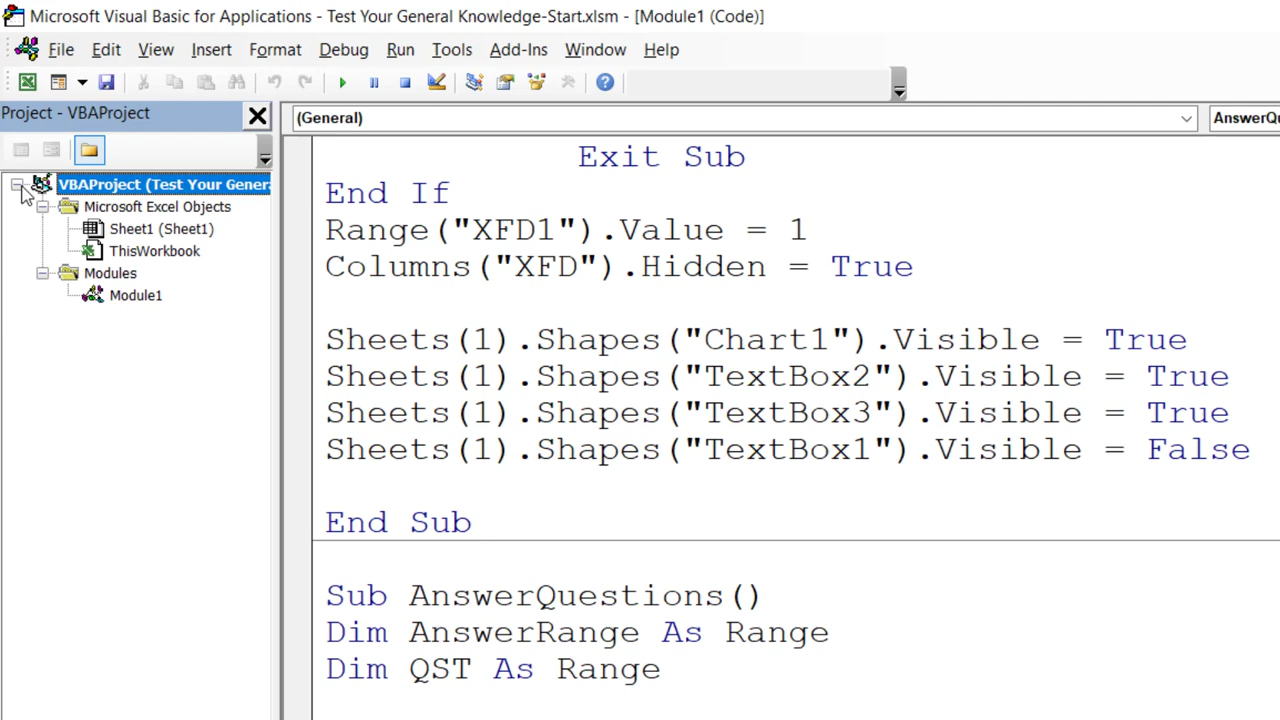 Microsoft Visual Basic for Applications - Test Your General Knowledge-Start.xlsm - [Module1 (Code)]
File Edit View Insert Format Debug Run Tools Add-Ins Window Help
Project - VBAProject
(General)
AnswerQu
VBAProject (Test Your Genera
Microsoft Excel Objects
Sheet1 (Sheet1)
ThisWorkbook
Modules
Module1
Exit Sub
End If
Range("XFD1").Value = 1
Columns("XFD").Hidden = True
Sheets(1).Shapes("Chart1").Visible = True
Sheets(1).Shapes("TextBox2").Visible = True
Sheets(1).Shapes("TextBox3").Visible = True
Sheets(1).Shapes("TextBox1").Visible = False
End Sub
Sub AnswerQuestions()
Dim AnswerRange As Range
Dim QST As Range